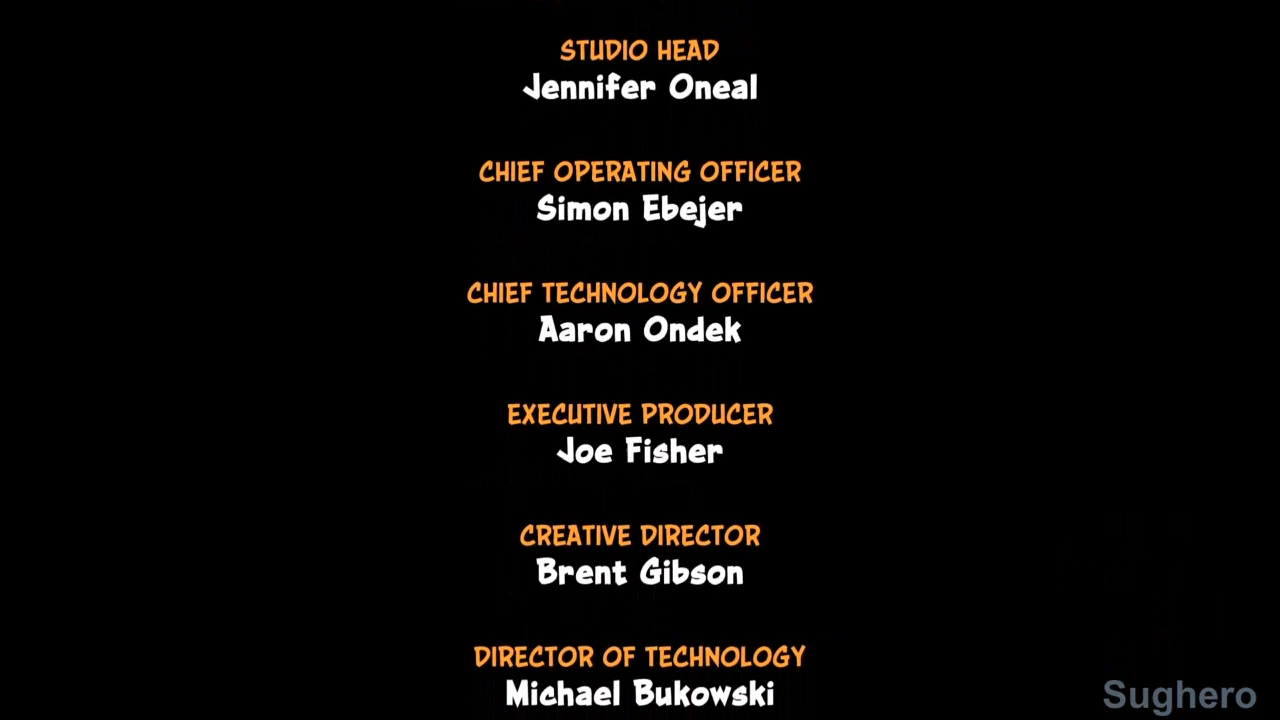 STUDIO HEAD
Jennifer Oneal
CHIEF OPERATING OFFICER
Simon Ebejer
CHIEF TECHNOLOGY OFFICER
Aaron Ondek
EXECUTIVE PRODUCER
Joe Fisher
CREATIVE DIRECTOR
Brent Gibson
DIRECTOR OF TECHNOLOGY
Michael Bukowski
Sughero